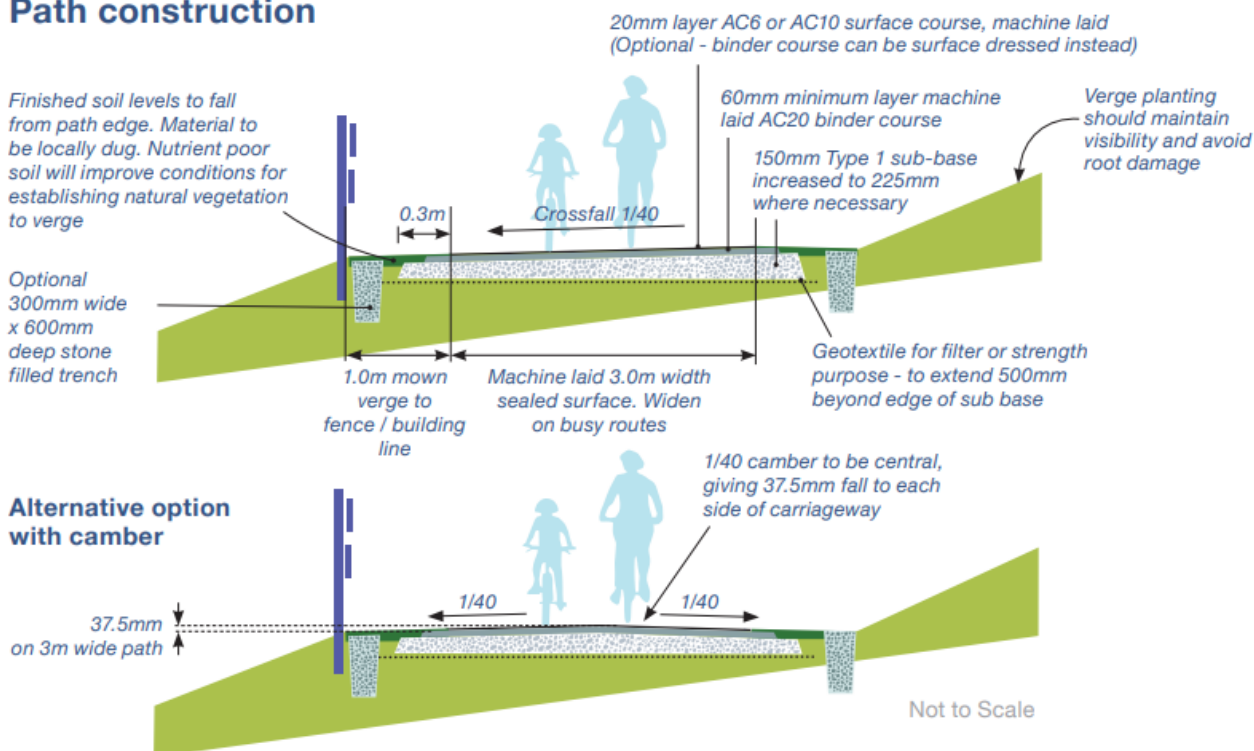 Path construction
20mm layer AC6 or AC10 surface course, machine laid
(Optional - binder course can be surface dressed instead)
Finished soil levels to fall
from path edge. Material to
be locally dug. Nutrient poor
soil will improve conditions for
establishing natural vegetation
to verge
60mm minimum layer machine
laid AC20 binder course
Verge planting
should maintain
visibility and avoid
root damage
150mm Type 1 sub-base
increased to 225mm
where necessary
0.3m
Crossfall 1/40
Optional
300mm wide
x 600mm
deep stone
filled trench
1.0m mown
verge to
fence / building
line
Machine laid 3.0m width
sealed surface. Widen
on busy routes
Geotextile for filter or strength
purpose - to extend 500mm
beyond edge of sub base
Alternative option
with camber
1/40 camber to be central,
giving 37.5mm fall to each
side of carriageway
1/40
1/40
37.5mm
on 3m wide path
Not to Scale